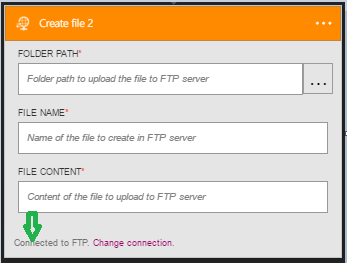 Create file 2
...
FOLDER PATH*
Folder path to upload the file to FTP server
...
FILE NAME*
Name of the file to create in FTP server
FILE CONTENT*
Content of the file to upload to FTP server
Connected to FTP. Change connection.